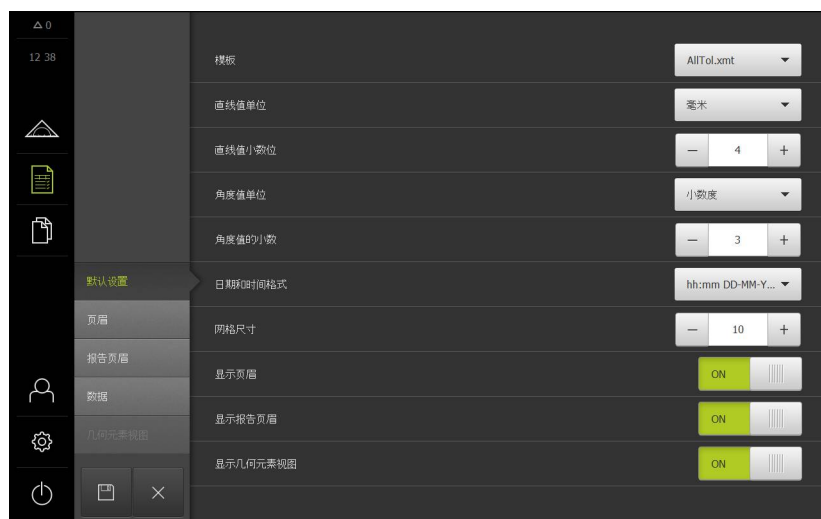 0
12 38
模板
AllTol.xmt
直线值单位
毫米
直线值小数位
4
角度值单位
小数度
角度值的小数
3
默认设置
日期和时间格式
hh:mm DD-MM-Y...
页眉
网格尺寸
10
报告页眉
显示页眉
ON
数据
显示报告页眉
ON
几何元素视图
显示几何元素视图
ON